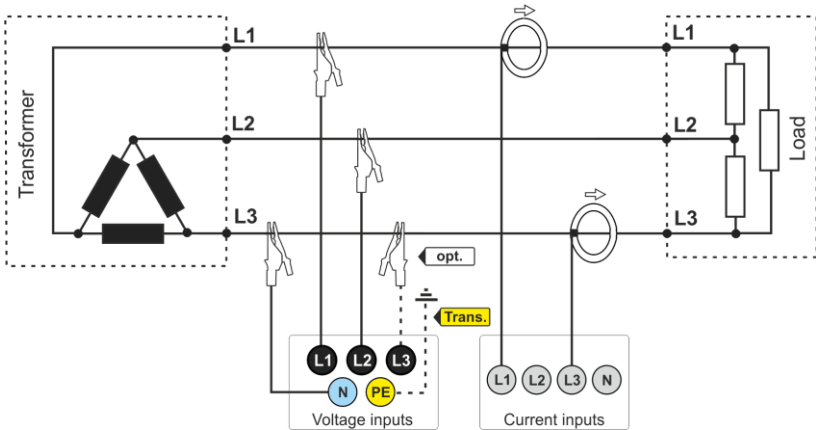 L1
L1
L2
L2
Transformer
Load
L3
L3
opt.
Trans.
L1 L2 L3
N PE
Voltage inputs
L1 L2 L3 N
Current inputs